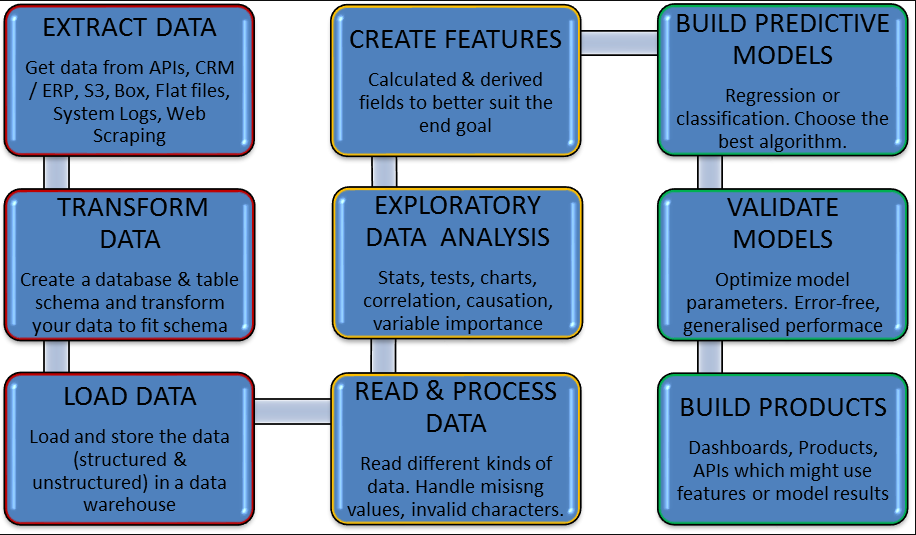 EXTRACT DATA
Get data from APIs, CRM
/ ERP, S3, Box, Flat files,
System Logs, Web
Scraping
TRANSFORM
DATA
Create a database & table
schema and transform
your data to fit schema
LOAD DATA
Load and store the data
(structured &
unstructured) in a data
warehouse
READ & PROCESS
DATA
Read different kinds of
data. Handle misisng
values, invalid characters.
EXPLORATORY
DATA ANALYSIS
Stats, tests, charts,
correlation, causation,
variable importance
CREATE FEATURES
Calculated & derived
fields to better suit the
end goal
BUILD PREDICTIVE
MODELS
Regression or
classification. Choose the
best algorithm.
VALIDATE
MODELS
Optimize model
parameters. Error-free,
generalised performace
BUILD PRODUCTS
Dashboards, Products,
APIs which might use
features or model results